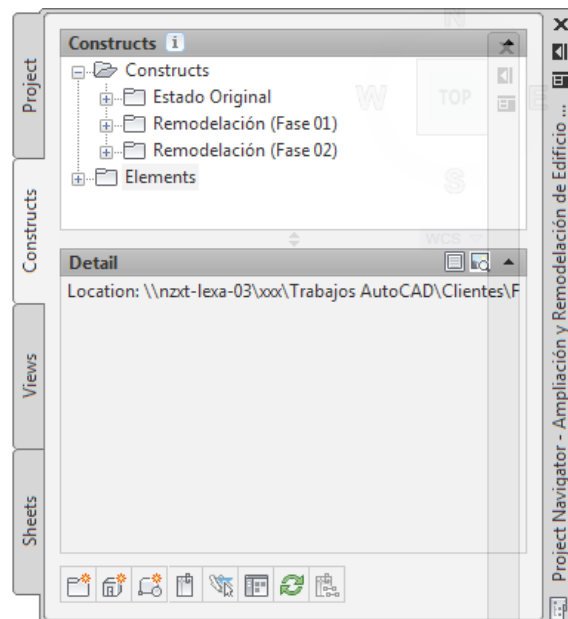 Project
Constructs
Views
Sheets
Constructs
Constructs
Estado Original
Remodelación (Fase 01)
Remodelación (Fase 02)
Elements
N
W
TOP
E
S
WCS
Detail
Location: \\nzxt-lexa-03\xxx\Trabajos AutoCAD\Clientes\F
Project Navigator - Ampliación y Remodelación de Edificio ...